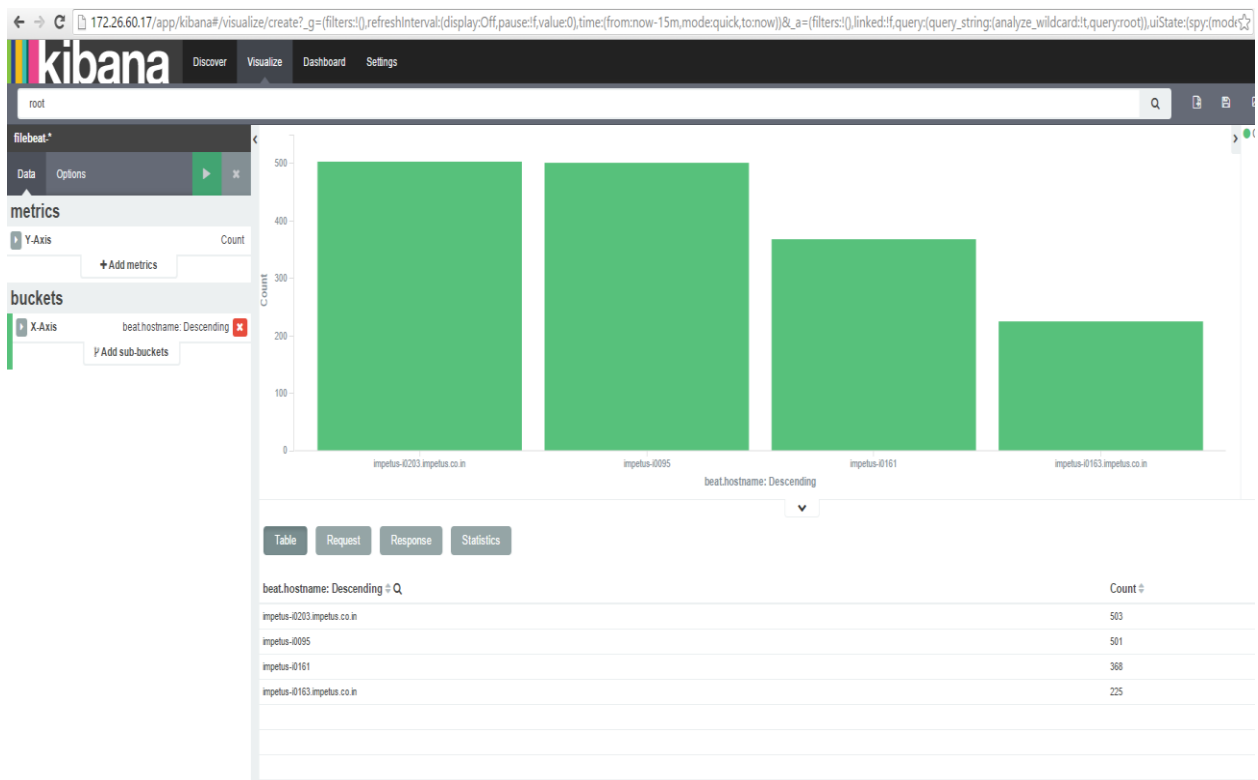 172.26.60.17/app/kibana#/visualize/create?_g=(filters:!(),refreshInterval:(display:Off,pause:!f,value:0),time:(from:now-15m,mode:quick,to:now))&_a=(filters:!(),linked:!f,query:(query_string:(analyze_wildcard:!t,query:root)),uiState:(spy:(mode
kibana
Discover Visualize Dashboard Settings
root
filebeat-*
Data Options
metrics
Y-Axis Count
+ Add metrics
buckets
X-Axis beat.hostname: Descending
Add sub-buckets
Count
500
400
300
200
100
0
impetus-i0203.impetus.co.in impetus-i0095 impetus-i0161 impetus-i0163.impetus.co.in
beat.hostname: Descending
Table Request Response Statistics
beat.hostname: Descending Count
impetus-i0203.impetus.co.in 503
impetus-i0095 501
impetus-i0161 368
impetus-i0163.impetus.co.in 225